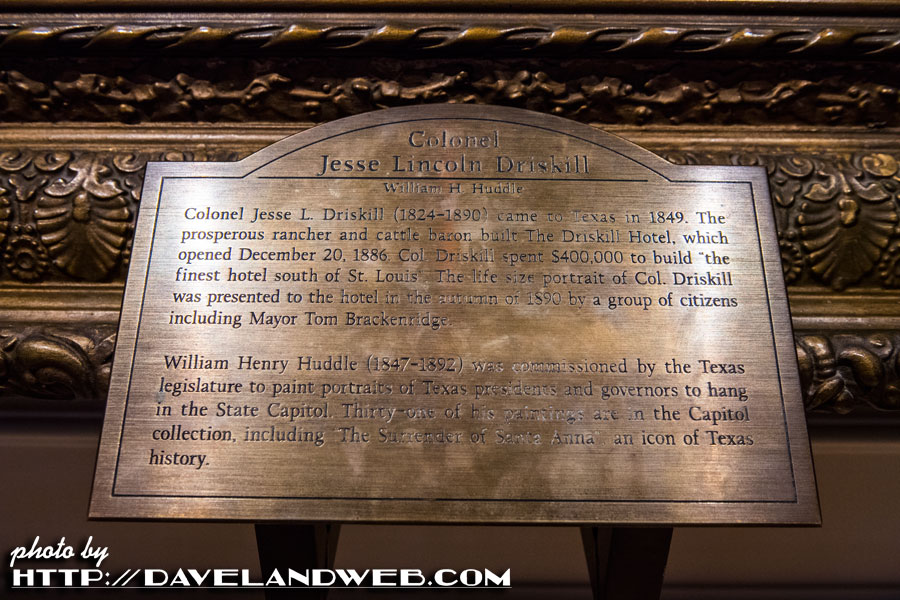 Colonel
Jesse Lincoln Driskill
William H. Huddle
Colonel Jesse L. Driskill (1824-1890) came to Texas in 1849. The
prosperous rancher and cattle baron built The Driskill Hotel, which
opened December 20, 1886. Col. Driskill spent $400,000 to build "the
finest hotel south of St. Louis". The life size portrait of Col. Driskill
was presented to the hotel in the autumn of 1890 by a group of citizens
including Mayor Tom Brackenridge.
William Henry Huddle (1847-1892) was commissioned by the Texas
legislature to paint portraits of Texas presidents and governors to hang
in the State Capitol. Thirty one of his paintings are in the Capitol
collection, including "The Surrender of Santa Anna", an icon of Texas
history.
photo by
HTTP://DAVELANDWEB.COM